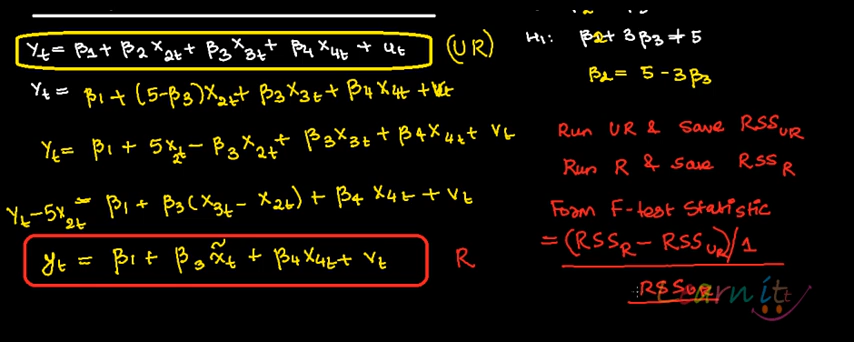 Yt = β1 + β2 X2t + β3 X3t + β4 X4t + ut (UR)
Yt = β1 + (5-β3)X2t + β3 X3t + β4 X4t + vt
Yt = β1 + 5X2t - β3 X2t + β3 X3t + β4 X4t + vt
Yt - 5X2t = β1 + β3 (X3t - X2t) + β4 X4t + vt
yt = β1 + β3 x̃t + β4 X4t + vt R
H1: β2 + 3β3 ≠ 5
β2 = 5 - 3β3
Run UR & Save RSSUR
Run R & Save RSSR
Form F-test Statistic
= (RSSR - RSSUR)/1
RSSUR
Learnitt